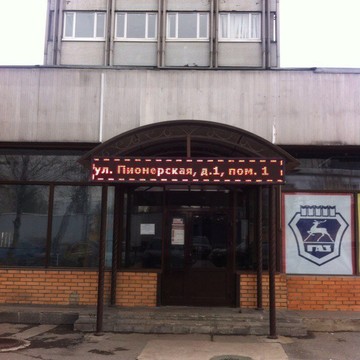 ул. Пионерская, д.1, пом. 1
ГАЗ